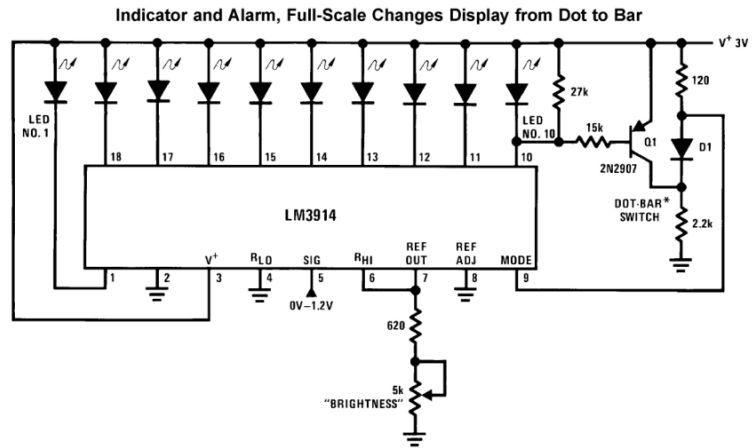 Indicator and Alarm, Full-Scale Changes Display from Dot to Bar
V+ 3V
120
27k
LED
NO. 1
LED
NO. 10
15k
Q1
D1
2N2907
18 17 16 15 14 13 12 11 10
DOT-BAR*
SWITCH
2.2k
LM3914
V+ RLO SIG RHI REF OUT REF ADJ MODE
1 2 3 4 5 6 7 8 9
0V–1.2V
620
5k
"BRIGHTNESS"